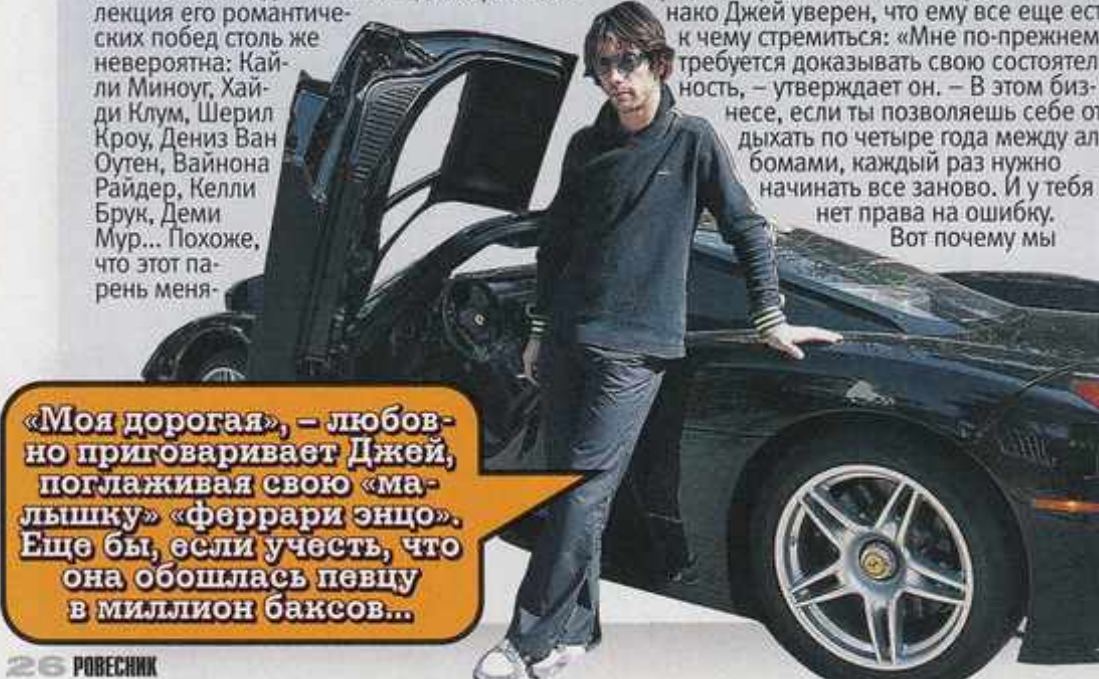 лекция его романтиче-
ских побед столь же
невероятна: Кай-
ли Миноуг, Хай-
ди Клум, Шерил
Кроу, Дениз Ван
Оутен, Вайнона
Райдер, Келли
Брук, Деми
Мур... Похоже,
что этот па-
рень меня-
нако Джей уверен, что ему все еще ест
к чему стремиться: «Мне по-прежнем
требуется доказывать свою состоятел
ность, – утверждает он. – В этом биз-
несе, если ты позволяешь себе от
дыхать по четыре года между ал
бомами, каждый раз нужно
начинать все заново. И у тебя
нет права на ошибку.
Вот почему мы
«Моя дорогая», – любов-
но приговаривает Джей,
поглаживая свою «ма-
лышку» «феррари энцо».
Еще бы, если учесть, что
она обошлась певцу
в миллион баксов...
26 РОВЕСНИК